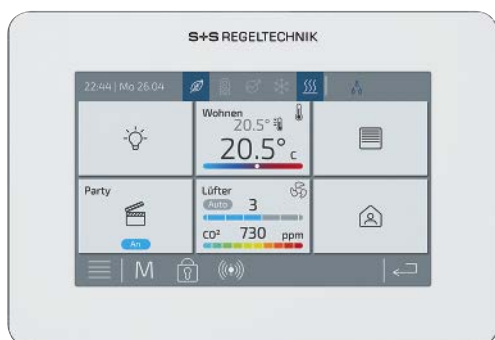 S+S REGELTECHNIK
22:44 | Mo 26.04
Wohnen
20.5°
20.5° c
Party
An
Lüfter
Auto 3
CO² 730 ppm
M